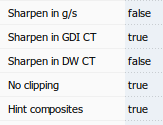 Sharpen in g/s false
Sharpen in GDI CT true
Sharpen in DW CT false
No clipping true
Hint composites true